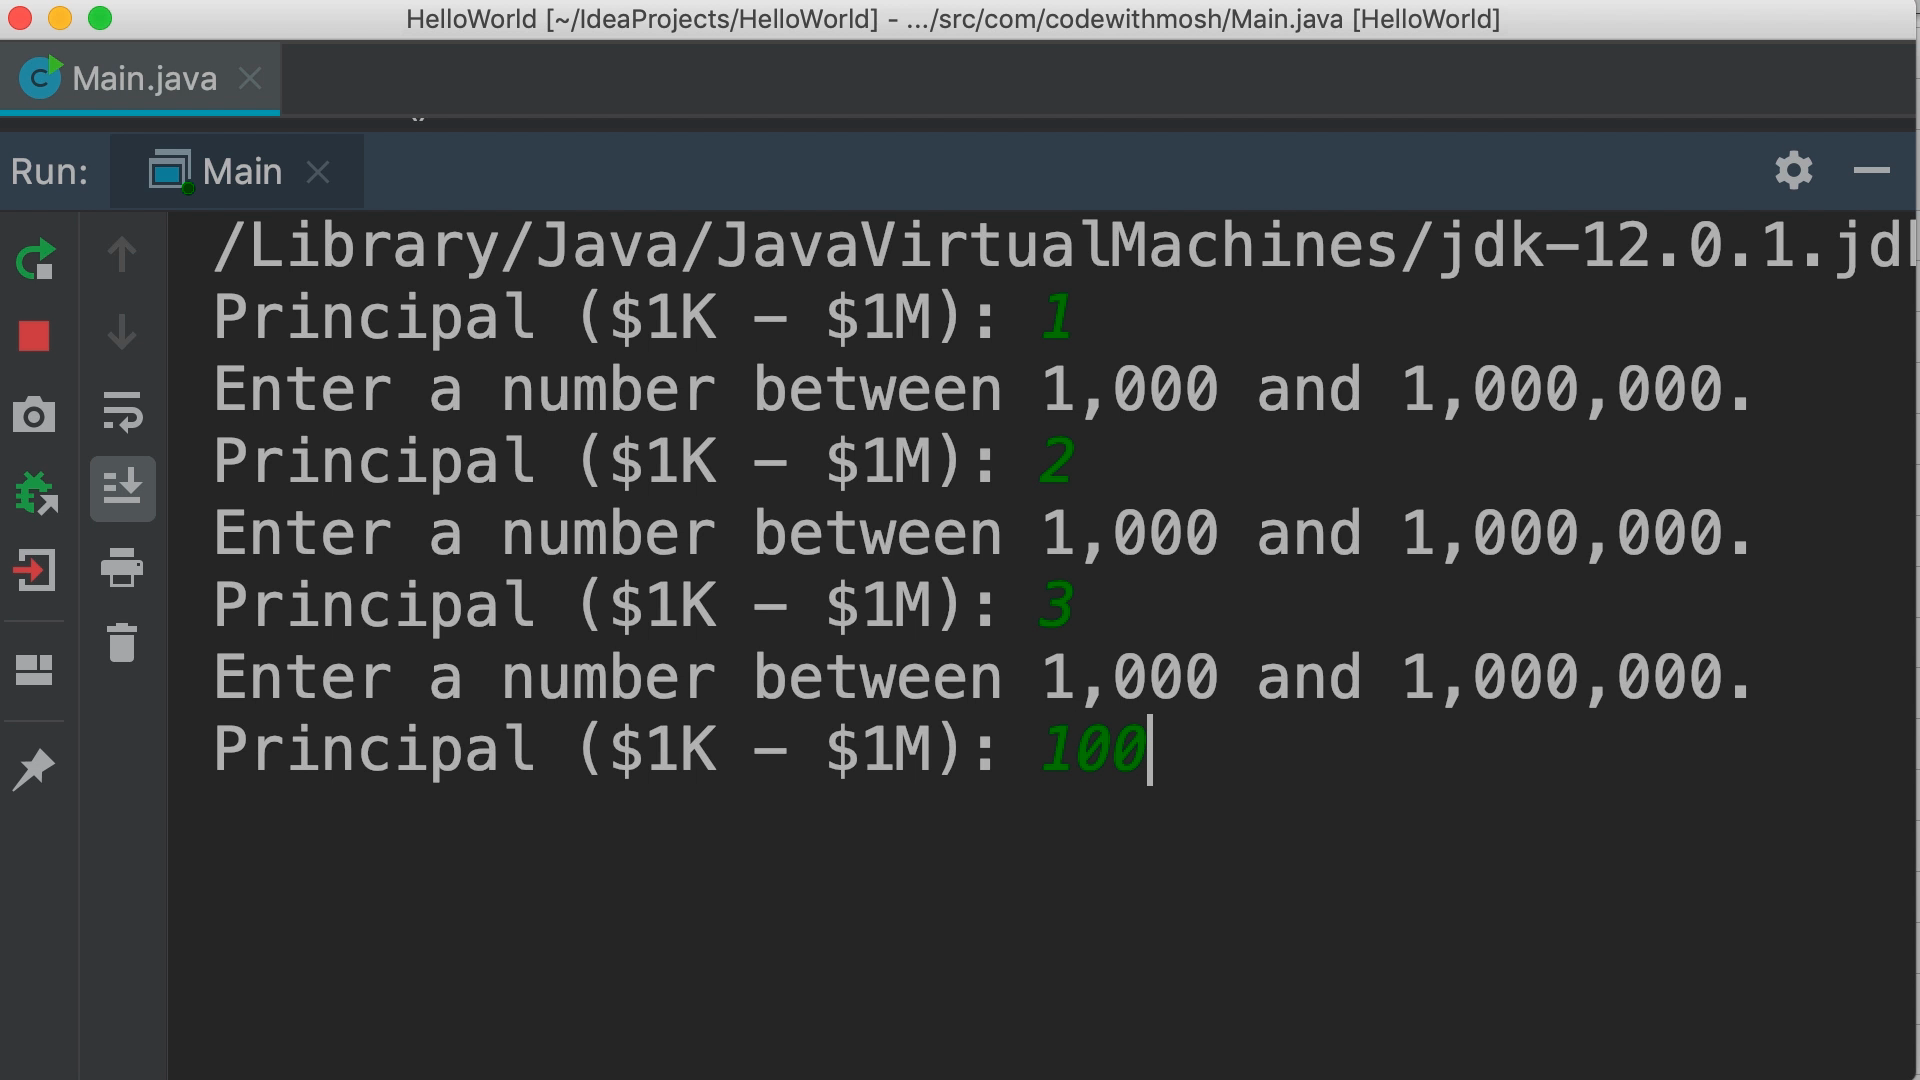 HelloWorld [~/IdeaProjects/HelloWorld] - .../src/com/codewithmosh/Main.java [HelloWorld]
Main.java
Run: Main
/Library/Java/JavaVirtualMachines/jdk-12.0.1.jdk
Principal ($1K - $1M): 1
Enter a number between 1,000 and 1,000,000.
Principal ($1K - $1M): 2
Enter a number between 1,000 and 1,000,000.
Principal ($1K - $1M): 3
Enter a number between 1,000 and 1,000,000.
Principal ($1K - $1M): 100